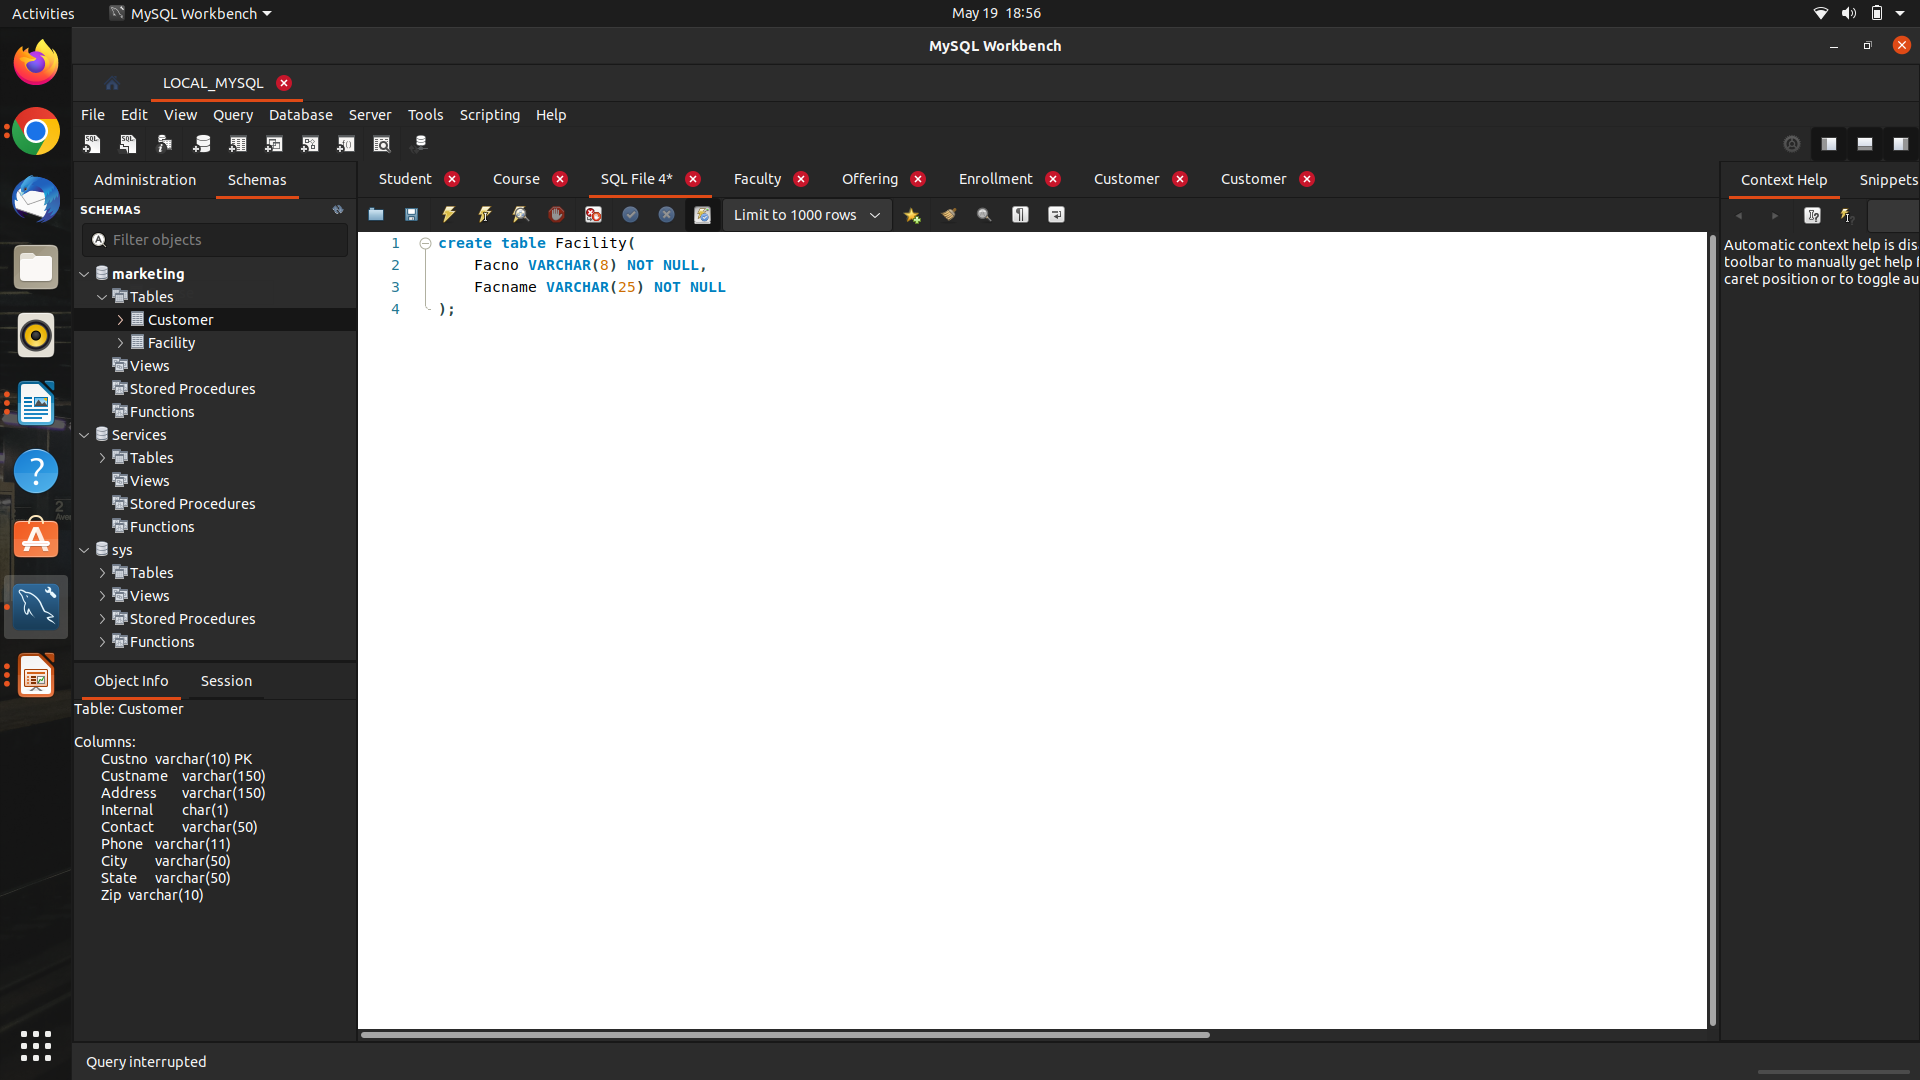 Activities
MySQL Workbench
May 19 18:56
MySQL Workbench
LOCAL_MYSQL
File Edit View Query Database Server Tools Scripting Help
Administration Schemas
Student Course SQL File 4* Faculty Offering Enrollment Customer Customer
Context Help Snippets
SCHEMAS
Limit to 1000 rows
Filter objects
marketing
Tables
Customer
Facility
Views
Stored Procedures
Functions
Services
Tables
Views
Stored Procedures
Functions
sys
Tables
Views
Stored Procedures
Functions
1 create table Facility(
2 Facno VARCHAR(8) NOT NULL,
3 Facname VARCHAR(25) NOT NULL
4 );
Automatic context help is dis
toolbar to manually get help f
caret position or to toggle au
Object Info Session
Table: Customer
Columns:
Custno varchar(10) PK
Custname varchar(150)
Address varchar(150)
Internal char(1)
Contact varchar(50)
Phone varchar(11)
City varchar(50)
State varchar(50)
Zip varchar(10)
Query interrupted